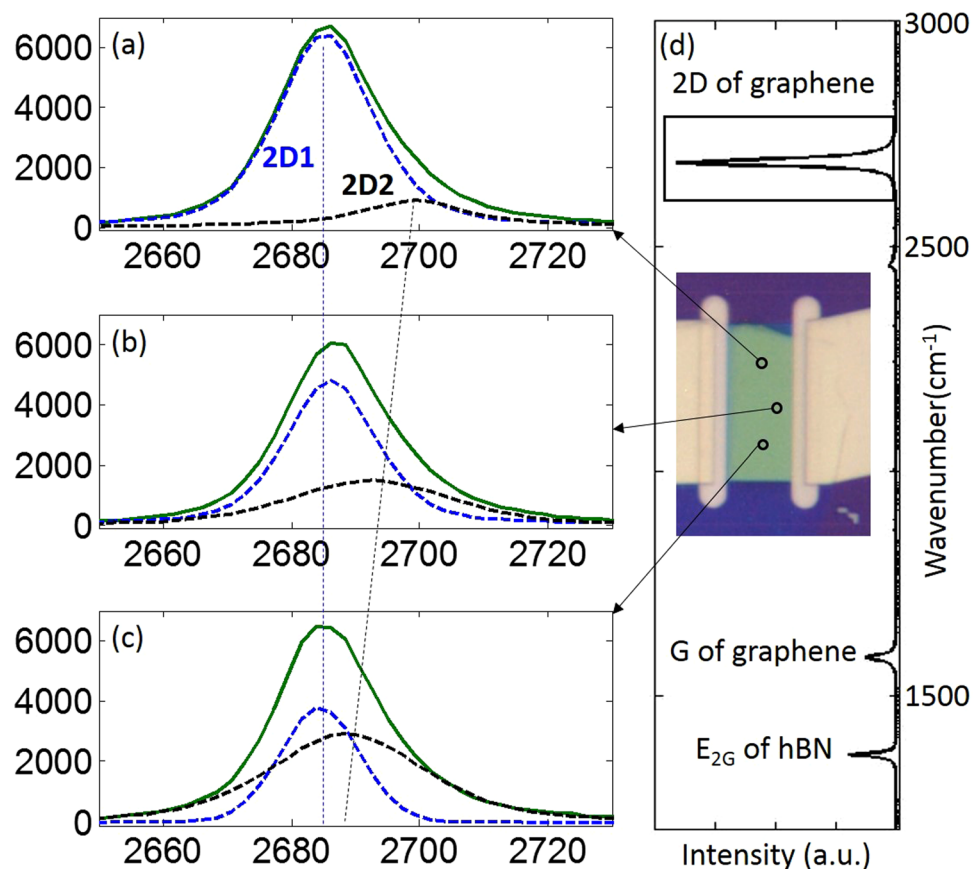 (a)
6000
4000
2000
0
2D1
2D2
2660 2680 2700 2720
(b)
6000
4000
2000
0
2660 2680 2700 2720
(c)
6000
4000
2000
0
2660 2680 2700 2720
(d)
3000
2D of graphene
2500
Wavenumber(cm⁻¹)
G of graphene
1500
E₂G of hBN
Intensity (a.u.)